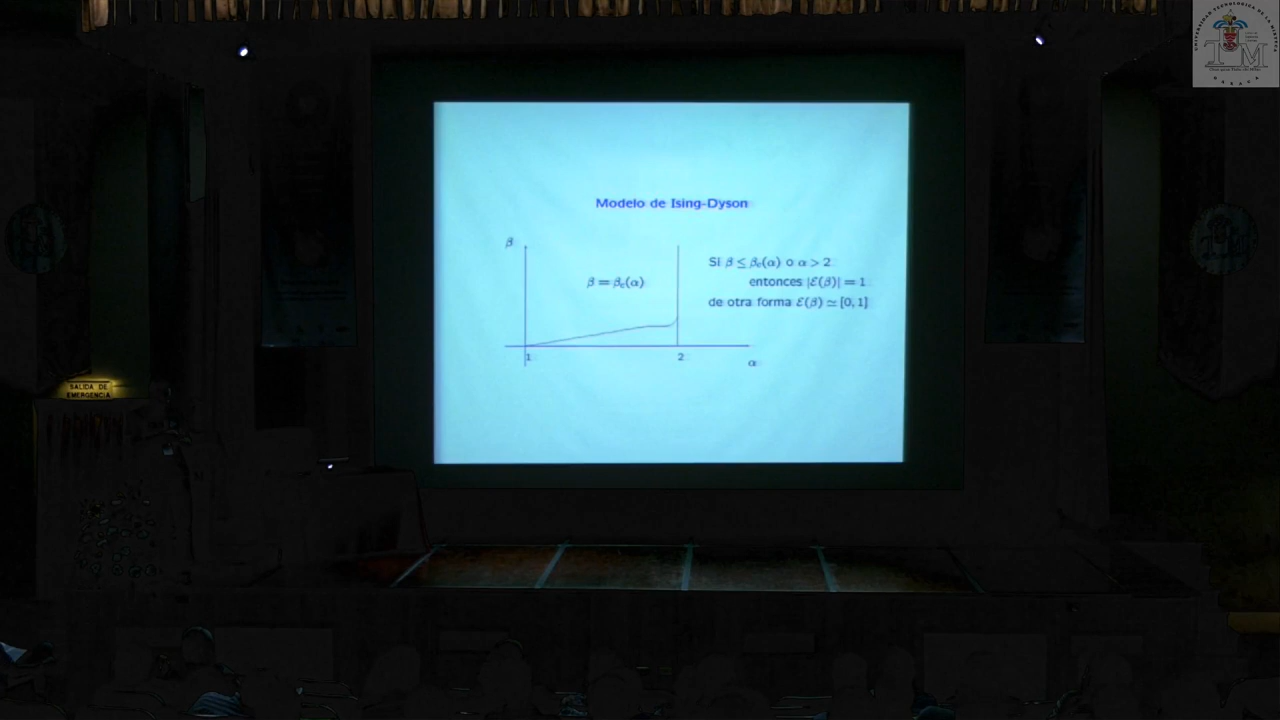 Modelo de Ising-Dyson
β
β = βc(α)
1
2
α
Si β ≤ βc(α) o α > 2
entonces |ℰ(β)| = 1
de otra forma ℰ(β) ≃ [0, 1]
SALIDA DE
EMERGENCIA
UTM